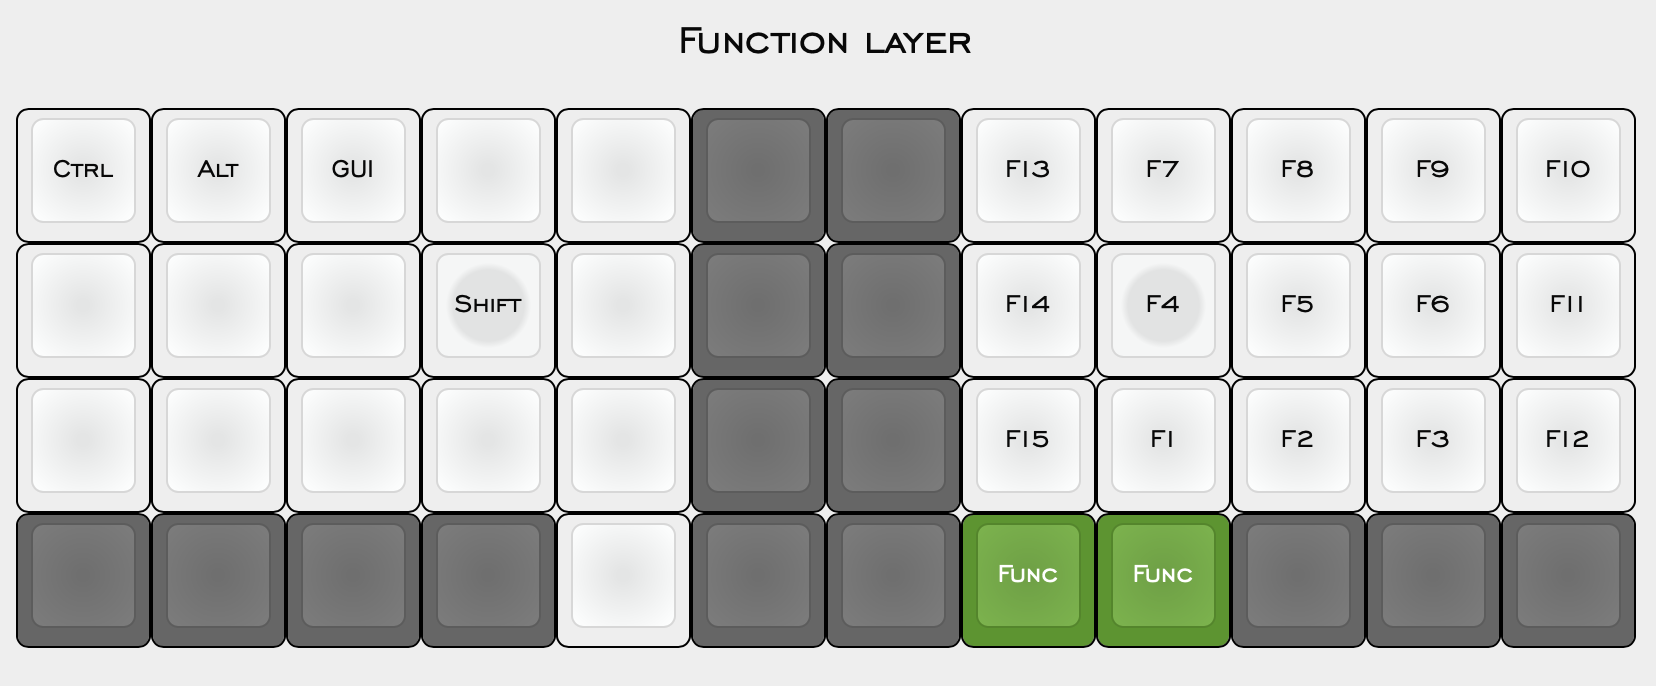 Function layer
Ctrl Alt GUI F13 F7 F8 F9 F10
Shift F14 F4 F5 F6 F11
F15 F1 F2 F3 F12
Func Func